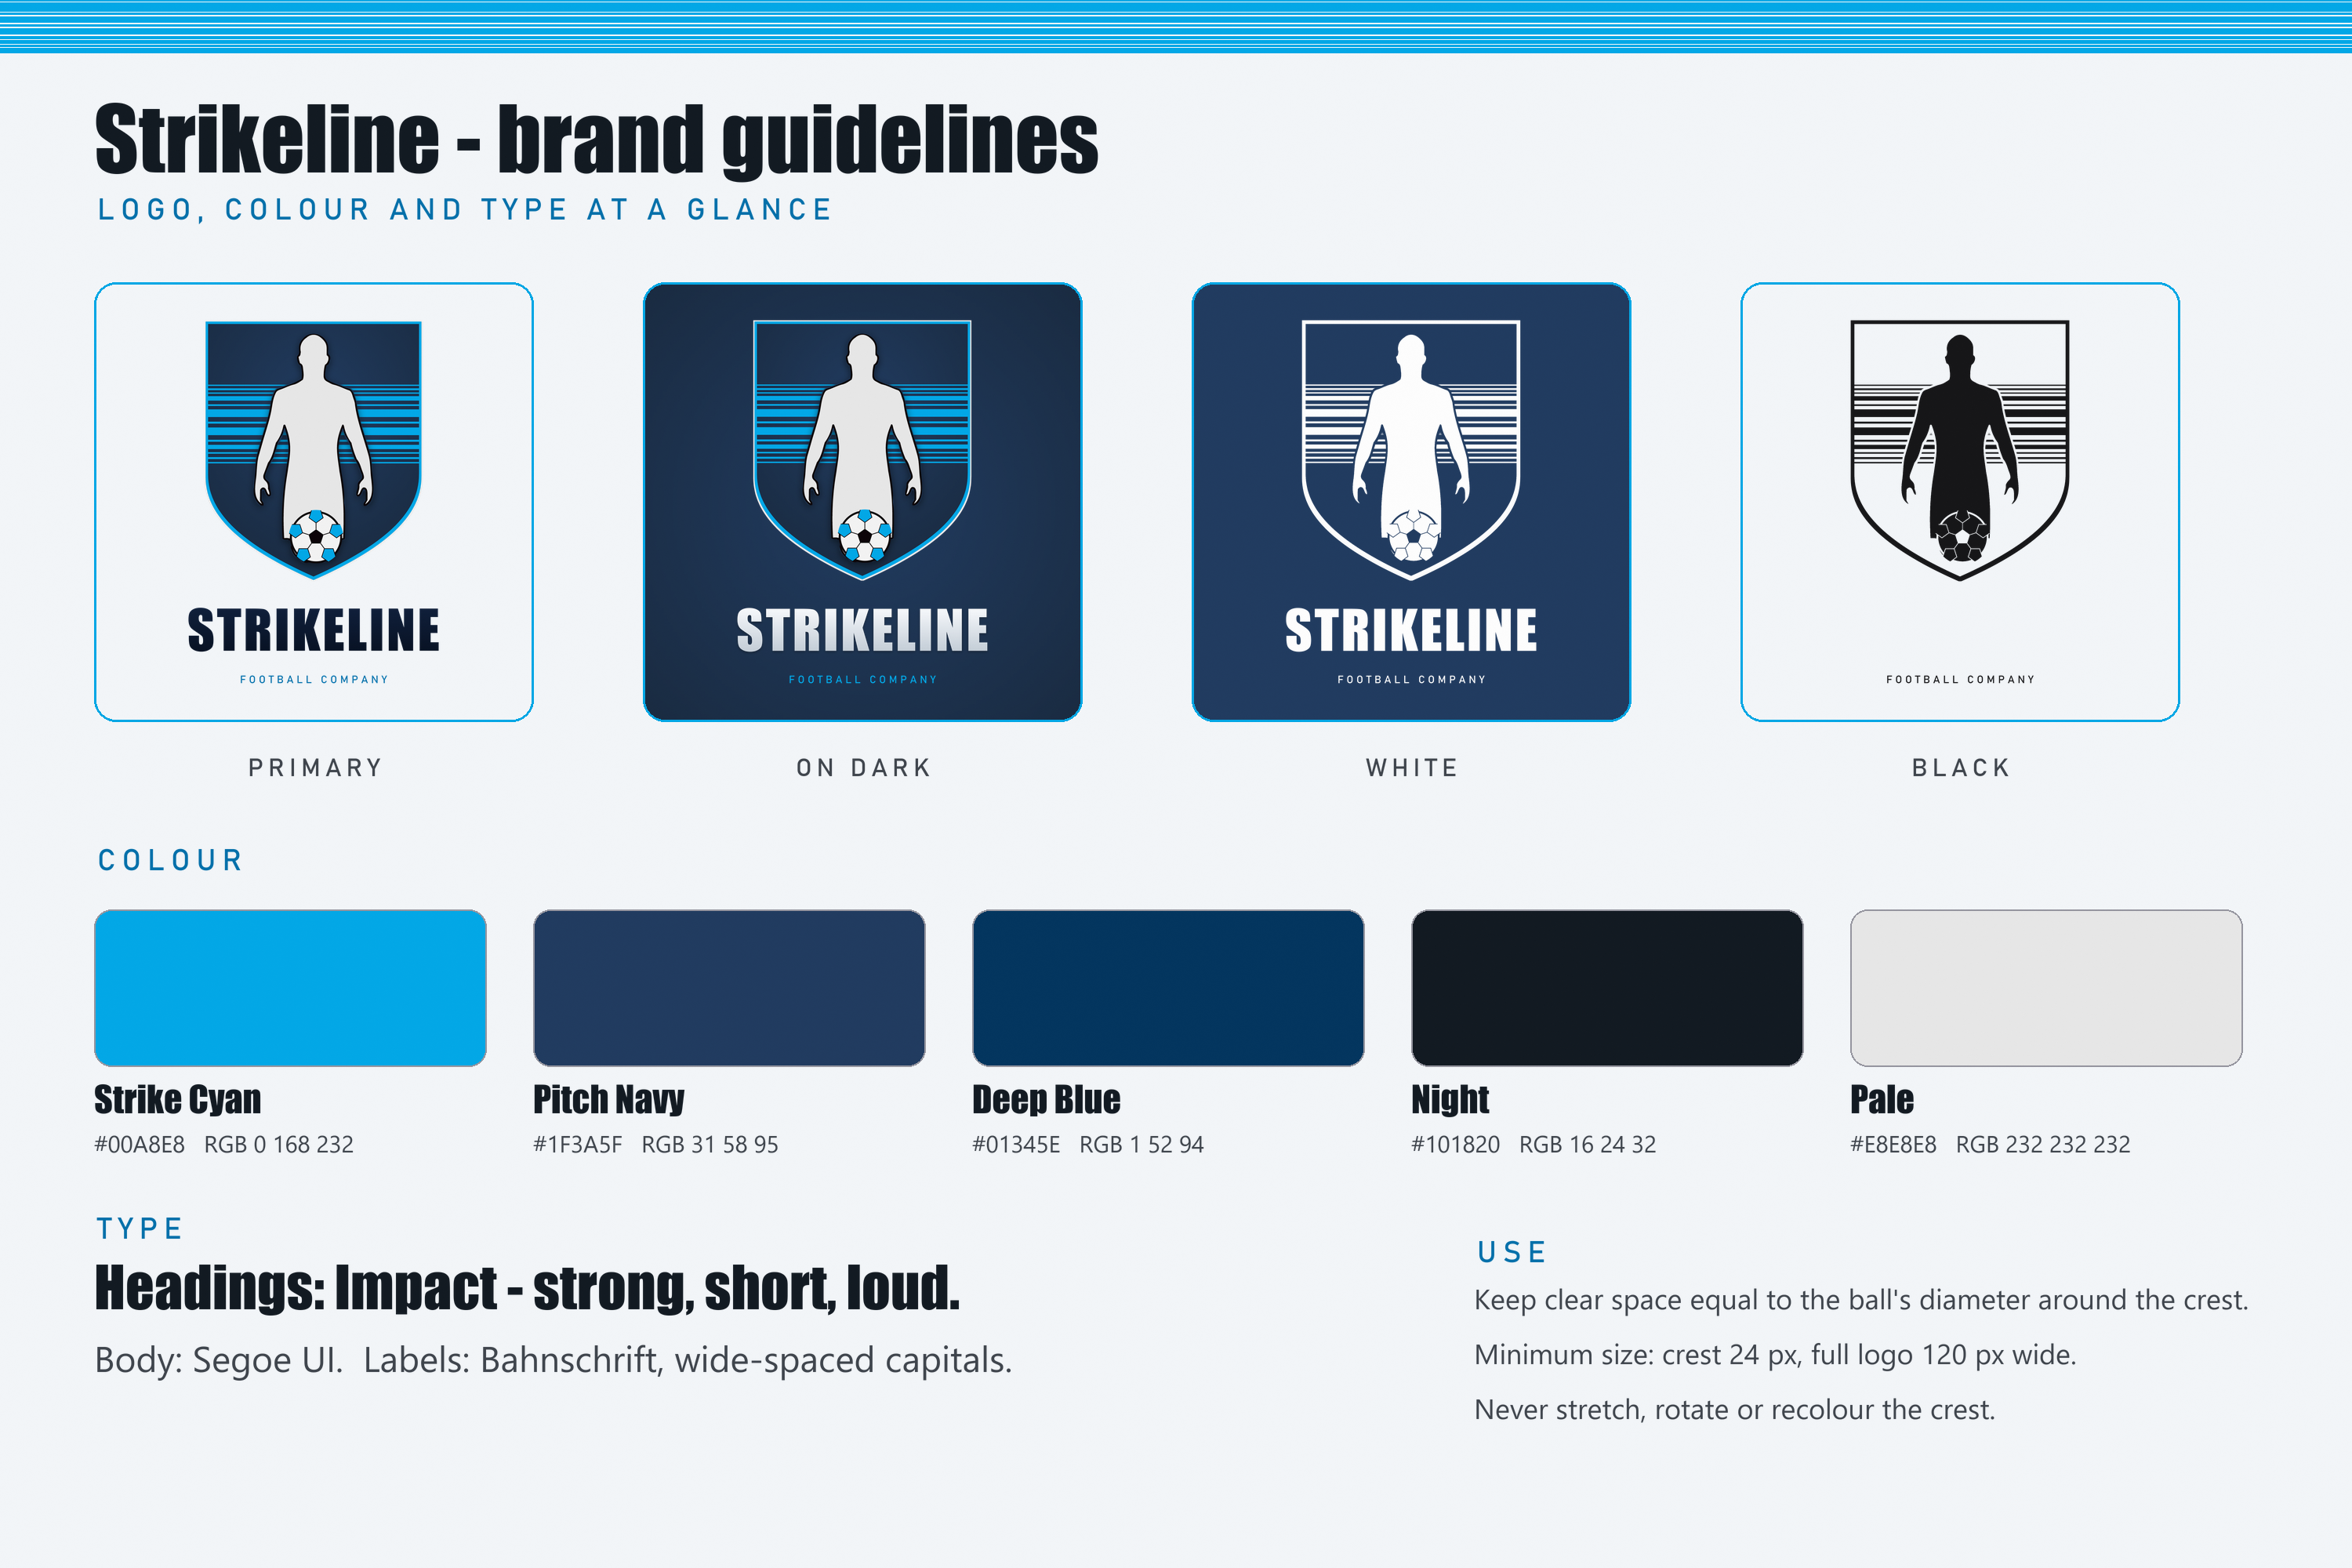 Strikeline - brand guidelines
LOGO, COLOUR AND TYPE AT A GLANCE
STRIKELINE
FOOTBALL COMPANY
PRIMARY
STRIKELINE
FOOTBALL COMPANY
ON DARK
STRIKELINE
FOOTBALL COMPANY
WHITE
FOOTBALL COMPANY
BLACK
COLOUR
Strike Cyan
#00A8E8 RGB 0 168 232
Pitch Navy
#1F3A5F RGB 31 58 95
Deep Blue
#01345E RGB 1 52 94
Night
#101820 RGB 16 24 32
Pale
#E8E8E8 RGB 232 232 232
TYPE
Headings: Impact - strong, short, loud.
Body: Segoe UI. Labels: Bahnschrift, wide-spaced capitals.
USE
Keep clear space equal to the ball's diameter around the crest.
Minimum size: crest 24 px, full logo 120 px wide.
Never stretch, rotate or recolour the crest.